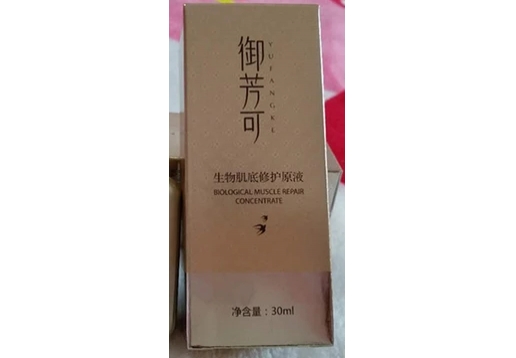 御芳可
YUFANGKE
生物肌底修护原液
BIOLOGICAL MUSCLE REPAIR
CONCENTRATE
净含量：30ml